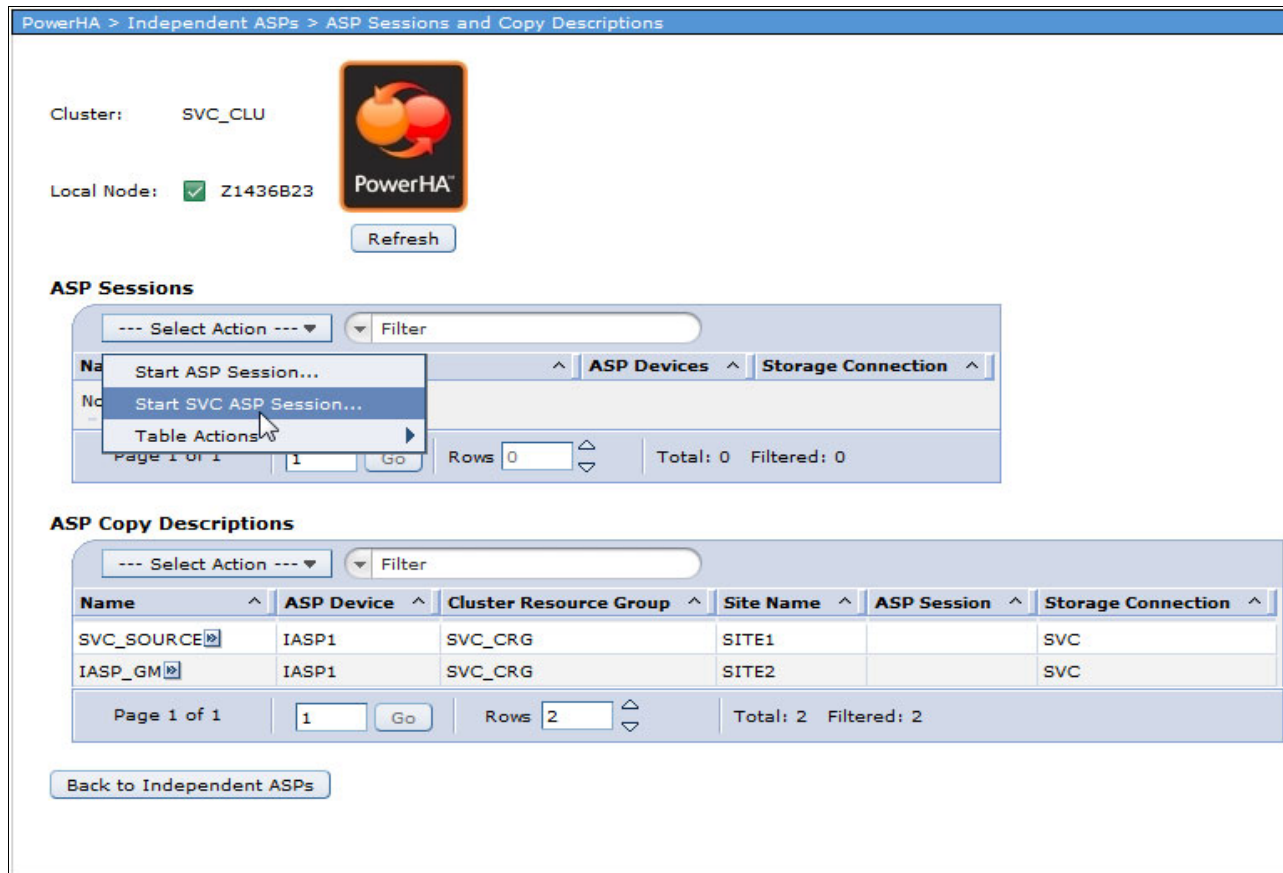 PowerHA > Independent ASPs > ASP Sessions and Copy Descriptions
Cluster: SVC_CLU
Local Node: Z1436B23
PowerHA™
Refresh
ASP Sessions
--- Select Action --- Filter
Na ASP Devices Storage Connection
Start ASP Session...
No
Start SVC ASP Session...
Table Actions
Page 1 of 1 1 Go Rows 0 Total: 0 Filtered: 0
ASP Copy Descriptions
--- Select Action --- Filter
Name ASP Device Cluster Resource Group Site Name ASP Session Storage Connection
SVC_SOURCE IASP1 SVC_CRG SITE1 SVC
IASP_GM IASP1 SVC_CRG SITE2 SVC
Page 1 of 1 1 Go Rows 2 Total: 2 Filtered: 2
Back to Independent ASPs